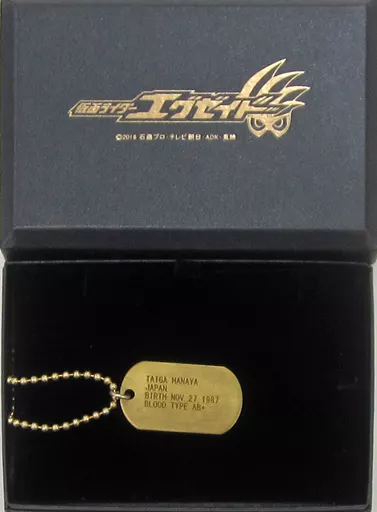 仮面ライダーエグゼイド
©2016 石森プロ・テレビ朝日・ADK・東映
TAIGA HANAYA
JAPAN
BIRTH NOV 27 1987
BLOOD TYPE AB+